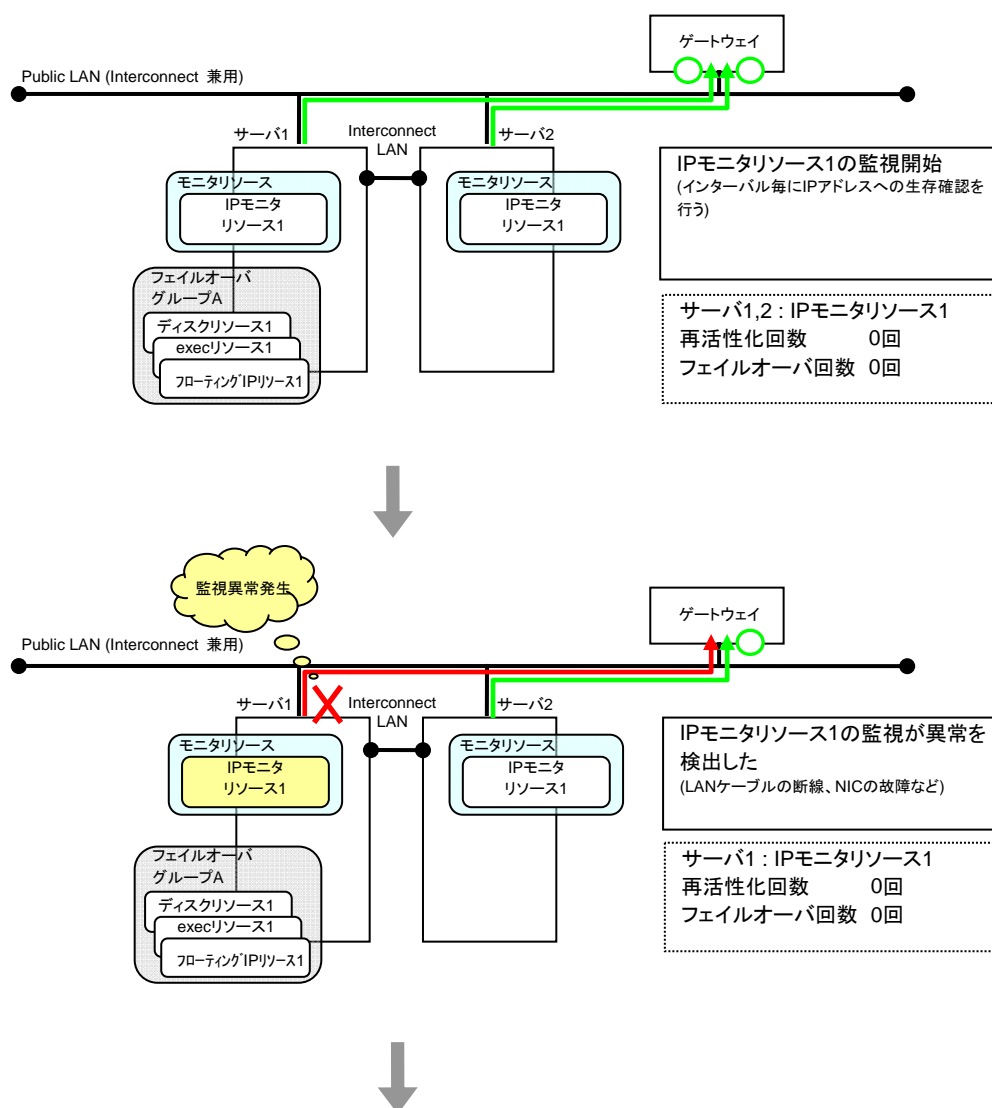 ゲートウェイ
Public LAN (Interconnect 兼用)
サーバ1
Interconnect
LAN
サーバ2
モニタリソース
IPモニタ
リソース1
モニタリソース
IPモニタ
リソース1
フェイルオーバ
グループA
ディスクリソース1
execリソース1
フローティングIPリソース1
IPモニタリソース1の監視開始
(インターバル毎にIPアドレスへの生存確認を
行う)
サーバ1,2 : IPモニタリソース1
再活性化回数 0回
フェイルオーバ回数 0回
監視異常発生
ゲートウェイ
Public LAN (Interconnect 兼用)
サーバ1
Interconnect
LAN
サーバ2
モニタリソース
IPモニタ
リソース1
モニタリソース
IPモニタ
リソース1
フェイルオーバ
グループA
ディスクリソース1
execリソース1
フローティングIPリソース1
IPモニタリソース1の監視が異常を
検出した
(LANケーブルの断線、NICの故障など)
サーバ1 : IPモニタリソース1
再活性化回数 0回
フェイルオーバ回数 0回